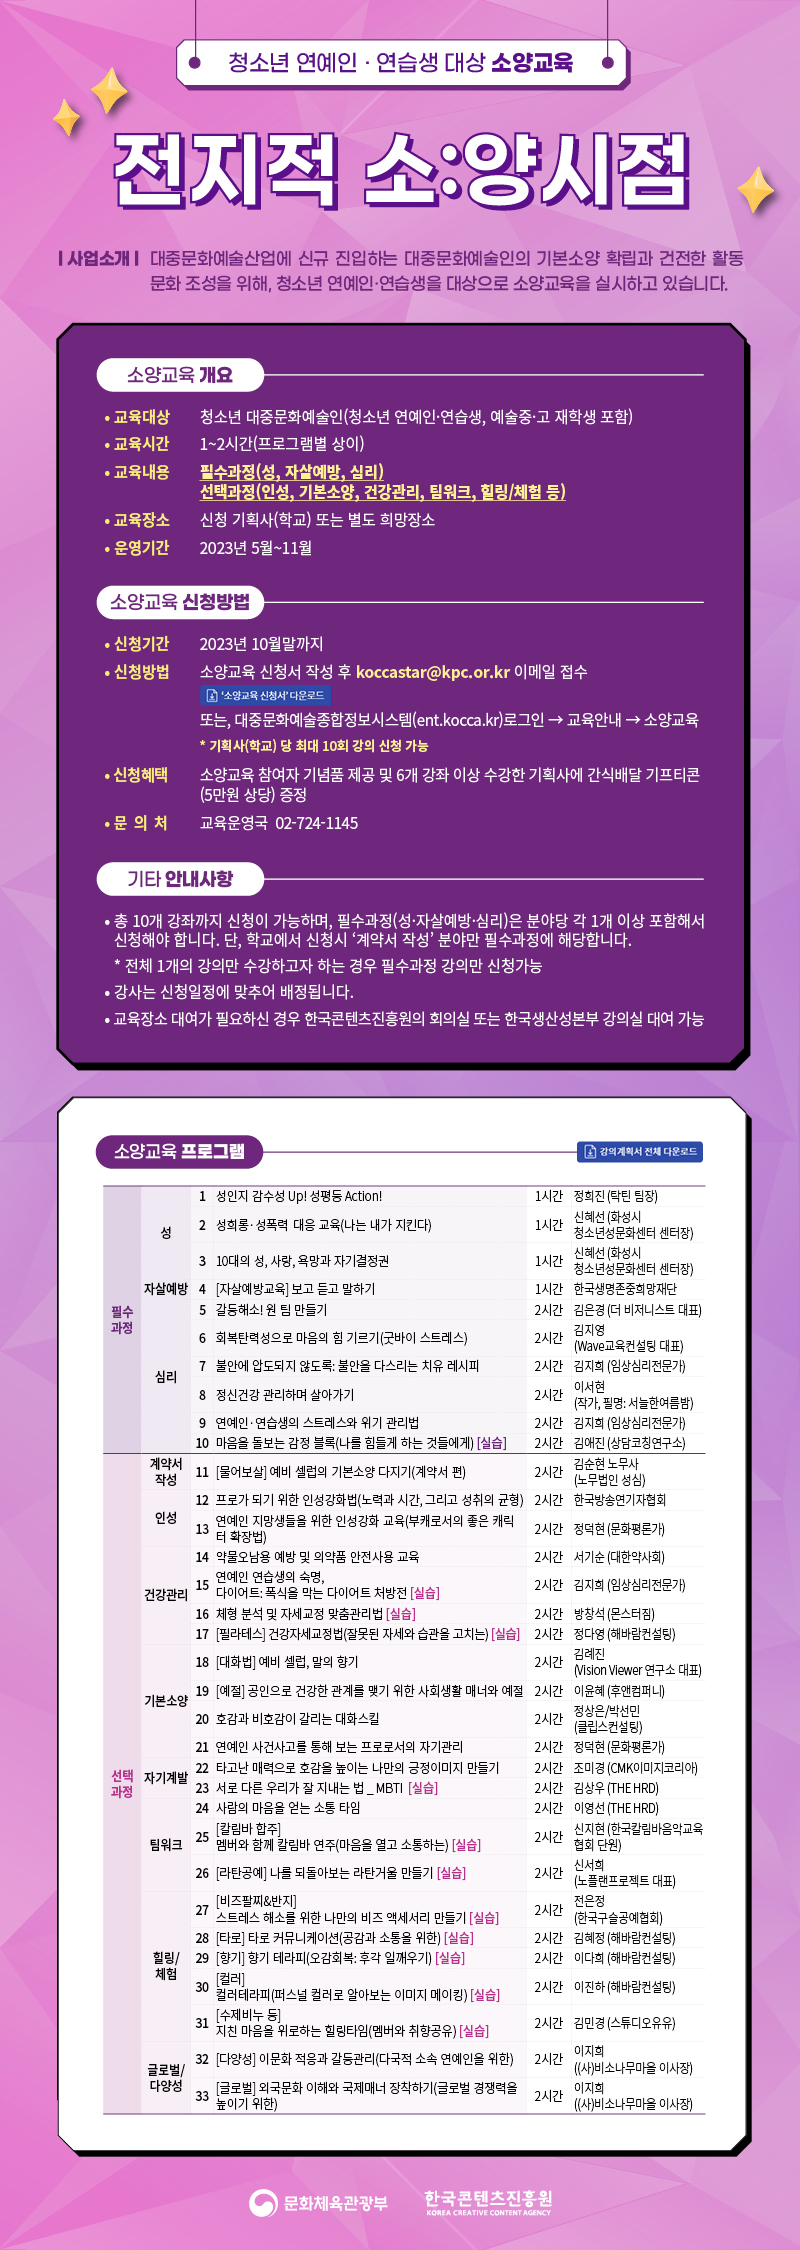 청소년 연예인 · 연습생 대상 소양교육
전지적 소:양시점
| 사업소개 | 대중문화예술산업에 신규 진입하는 대중문화예술인의 기본소양 확립과 건전한 활동
문화 조성을 위해, 청소년 연예인·연습생을 대상으로 소양교육을 실시하고 있습니다.
소양교육 개요
• 교육대상 청소년 대중문화예술인(청소년 연예인·연습생, 예술중·고 재학생 포함)
• 교육시간 1~2시간(프로그램별 상이)
• 교육내용 필수과정(성, 자살예방, 심리)
선택과정(인성, 기본소양, 건강관리, 팀워크, 힐링/체험 등)
• 교육장소 신청 기획사(학교) 또는 별도 희망장소
• 운영기간 2023년 5월~11월
소양교육 신청방법
• 신청기간 2023년 10월말까지
• 신청방법 소양교육 신청서 작성 후 koccastar@kpc.or.kr 이메일 접수
'소양교육 신청서' 다운로드
또는, 대중문화예술종합정보시스템(ent.kocca.kr)로그인 → 교육안내 → 소양교육
* 기획사(학교) 당 최대 10회 강의 신청 가능
• 신청혜택 소양교육 참여자 기념품 제공 및 6개 강좌 이상 수강한 기획사에 간식배달 기프티콘
(5만원 상당) 증정
• 문 의 처 교육운영국 02-724-1145
기타 안내사항
• 총 10개 강좌까지 신청이 가능하며, 필수과정(성·자살예방·심리)은 분야당 각 1개 이상 포함해서
신청해야 합니다. 단, 학교에서 신청시 '계약서 작성' 분야만 필수과정에 해당합니다.
* 전체 1개의 강의만 수강하고자 하는 경우 필수과정 강의만 신청가능
• 강사는 신청일정에 맞추어 배정됩니다.
• 교육장소 대여가 필요하신 경우 한국콘텐츠진흥원의 회의실 또는 한국생산성본부 강의실 대여 가능
소양교육 프로그램
강의계획서 전체 다운로드
필수
과정
성
1 성인지 감수성 Up! 성평등 Action! 1시간 정희진 (탁틴 팀장)
2 성희롱·성폭력 대응 교육(나는 내가 지킨다) 1시간 신혜선 (화성시
청소년성문화센터 센터장)
3 10대의 성, 사랑, 욕망과 자기결정권 1시간 신혜선 (화성시
청소년성문화센터 센터장)
자살예방 4 [자살예방교육] 보고 듣고 말하기 1시간 한국생명존중희망재단
심리
5 갈등해소! 원 팀 만들기 2시간 김은경 (더 비저니스트 대표)
6 회복탄력성으로 마음의 힘 기르기(굿바이 스트레스) 2시간 김지영
(Wave교육컨설팅 대표)
7 불안에 압도되지 않도록: 불안을 다스리는 치유 레시피 2시간 김지희 (임상심리전문가)
8 정신건강 관리하며 살아가기 2시간 이서현
(작가, 필명: 서늘한여름밤)
9 연예인·연습생의 스트레스와 위기 관리법 2시간 김지희 (임상심리전문가)
10 마음을 돌보는 감정 블록(나를 힘들게 하는 것들에게) [실습] 2시간 김애진 (상담코칭연구소)
선택
과정
계약서
작성
11 [물어보살] 예비 셀럽의 기본소양 다지기(계약서 편) 2시간 김순현 노무사
(노무법인 성심)
인성
12 프로가 되기 위한 인성강화법(노력과 시간, 그리고 성취의 균형) 2시간 한국방송연기자협회
13 연예인 지망생들을 위한 인성강화 교육(부캐로서의 좋은 캐릭
터 확장법) 2시간 정덕현 (문화평론가)
건강관리
14 약물오남용 예방 및 의약품 안전사용 교육 2시간 서기순 (대한약사회)
15 연예인 연습생의 숙명,
다이어트: 폭식을 막는 다이어트 처방전 [실습] 2시간 김지희 (임상심리전문가)
16 체형 분석 및 자세교정 맞춤관리법 [실습] 2시간 방창석 (몬스터짐)
17 [필라테스] 건강자세교정법(잘못된 자세와 습관을 고치는) [실습] 2시간 정다영 (해바람컨설팅)
기본소양
18 [대화법] 예비 셀럽, 말의 향기 2시간 김례진
(Vision Viewer 연구소 대표)
19 [예절] 공인으로 건강한 관계를 맺기 위한 사회생활 매너와 예절 2시간 이윤혜 (후앤컴퍼니)
20 호감과 비호감이 갈리는 대화스킬 2시간 정상은/박선민
(클립스컨설팅)
21 연예인 사건사고를 통해 보는 프로로서의 자기관리 2시간 정덕현 (문화평론가)
자기계발
22 타고난 매력으로 호감을 높이는 나만의 긍정이미지 만들기 2시간 조미경 (CMK이미지코리아)
23 서로 다른 우리가 잘 지내는 법 _ MBTI [실습] 2시간 김상우 (THE HRD)
24 사람의 마음을 얻는 소통 타임 2시간 이영선 (THE HRD)
팀워크
25 [칼림바 합주]
멤버와 함께 칼림바 연주(마음을 열고 소통하는) [실습] 2시간 신지현 (한국칼림바음악교육
협회 단원)
26 [라탄공예] 나를 되돌아보는 라탄거울 만들기 [실습] 2시간 신서희
(노플랜프로젝트 대표)
힐링/
체험
27 [비즈팔찌&반지]
스트레스 해소를 위한 나만의 비즈 액세서리 만들기 [실습] 2시간 전은정
(한국구슬공예협회)
28 [타로] 타로 커뮤니케이션(공감과 소통을 위한) [실습] 2시간 김혜정 (해바람컨설팅)
29 [향기] 향기 테라피(오감회복: 후각 일깨우기) [실습] 2시간 이다희 (해바람컨설팅)
30 [컬러]
컬러테라피(퍼스널 컬러로 알아보는 이미지 메이킹) [실습] 2시간 이진하 (해바람컨설팅)
31 [수제비누 등]
지친 마음을 위로하는 힐링타임(멤버와 취향공유) [실습] 2시간 김민경 (스튜디오유유)
글로벌/
다양성
32 [다양성] 이문화 적응과 갈등관리(다국적 소속 연예인을 위한) 2시간 이지희
((사)비소나무마을 이사장)
33 [글로벌] 외국문화 이해와 국제매너 장착하기(글로벌 경쟁력을
높이기 위한) 2시간 이지희
((사)비소나무마을 이사장)
문화체육관광부
한국콘텐츠진흥원
KOREA CREATIVE CONTENT AGENCY